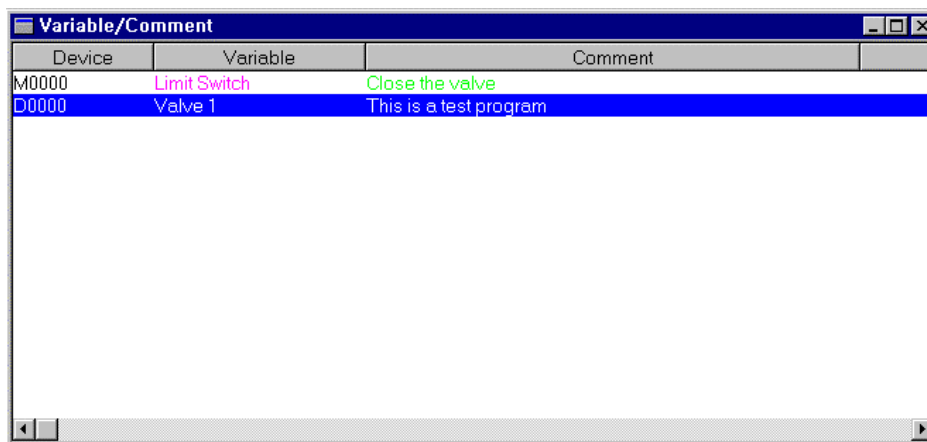 Variable/Comment
Device Variable Comment
M0000 Limit Switch Close the valve
D0000 Valve 1 This is a test program